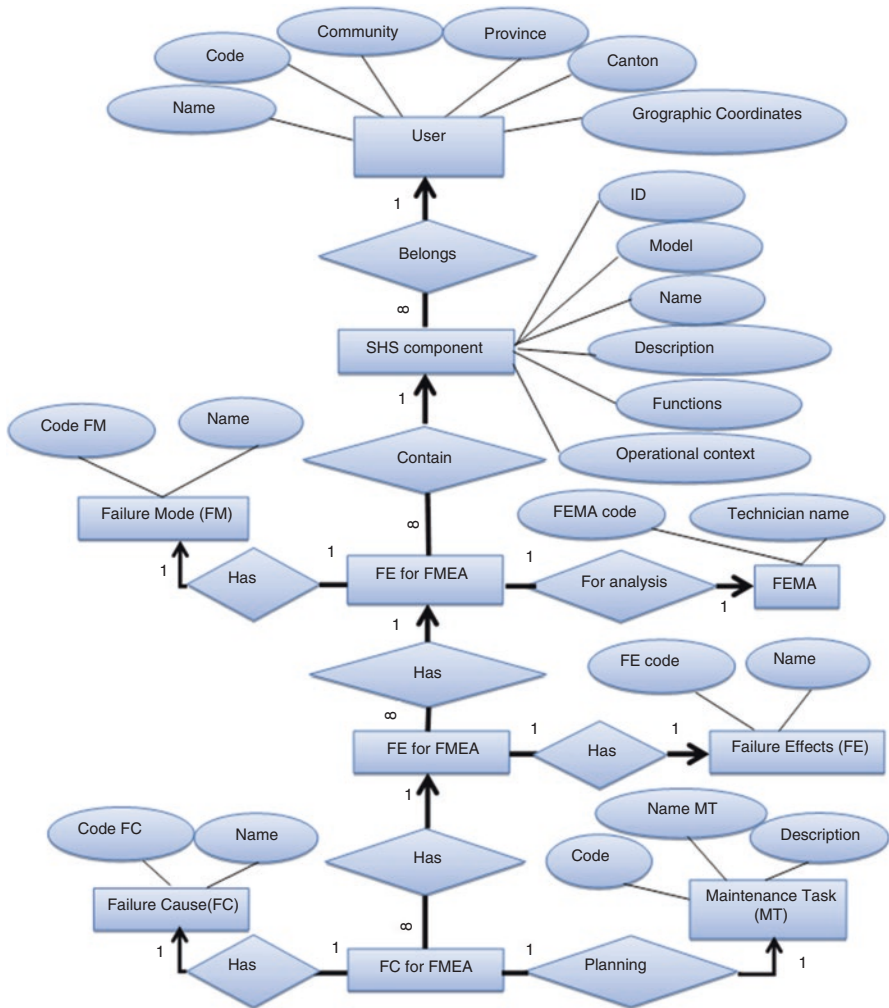 Community
Province
Code
Canton
Name
Grographic Coordinates
User
1
ID
Belongs
Model
8
Name
SHS component
Description
1
Functions
Code FM
Name
Contain
Operational context
Failure Mode (FM)
8
FEMA code
Technician name
1
Has
1
FE for FMEA
1
For analysis
1
FEMA
1
Has
FE code
Name
8
FE for FMEA
1
Has
1
Failure Effects (FE)
1
Code FC
Name
Has
Name MT
Code
Description
Failure Cause(FC)
8
Maintenance Task
(MT)
1
Has
1
FC for FMEA
1
Planning
1